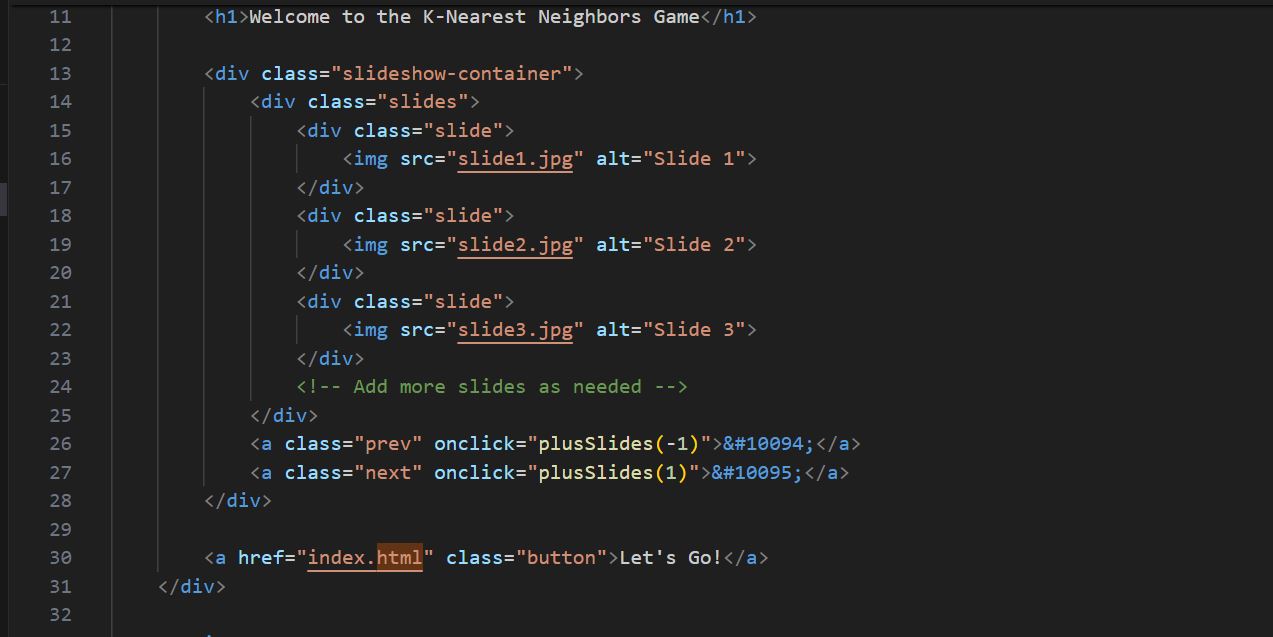 11 <h1>Welcome to the K-Nearest Neighbors Game</h1>
12
13 <div class="slideshow-container">
14 <div class="slides">
15 <div class="slide">
16 <img src="slide1.jpg" alt="Slide 1">
17 </div>
18 <div class="slide">
19 <img src="slide2.jpg" alt="Slide 2">
20 </div>
21 <div class="slide">
22 <img src="slide3.jpg" alt="Slide 3">
23 </div>
24 <!-- Add more slides as needed -->
25 </div>
26 <a class="prev" onclick="plusSlides(-1)">&#10094;</a>
27 <a class="next" onclick="plusSlides(1)">&#10095;</a>
28 </div>
29
30 <a href="index.html" class="button">Let's Go!</a>
31 </div>
32